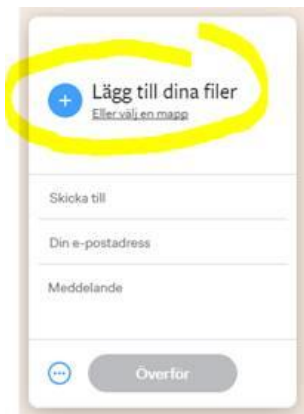 Lägg till dina filer
Eller välj en mapp
Skicka till
Din e-postadress
Meddelande
Överför